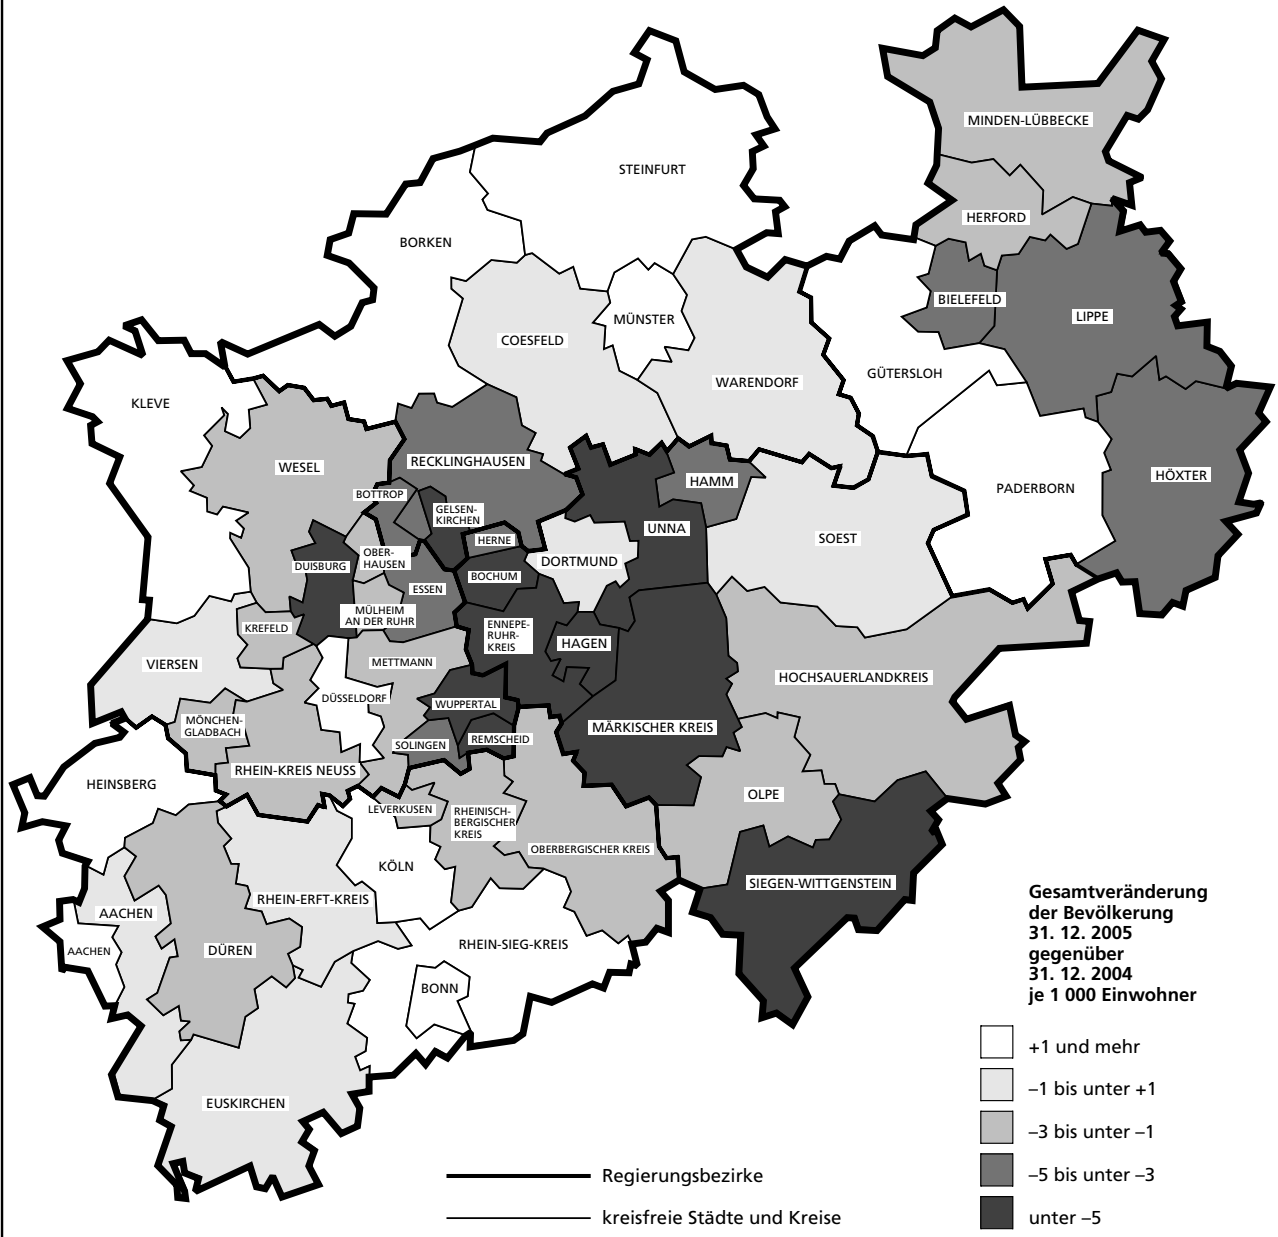 MINDEN-LÜBBECKE
STEINFURT
HERFORD
BORKEN
BIELEFELD
LIPPE
MÜNSTER
COESFELD
WARENDORF
GÜTERSLOH
KLEVE
WESEL
RECKLINGHAUSEN
HAMM
HÖXTER
PADERBORN
BOTTROP
GELSEN-
KIRCHEN
UNNA
HERNE
SOEST
OBER-
HAUSEN
DUISBURG
DORTMUND
BOCHUM
ESSEN
MÜLHEIM
AN DER RUHR
KREFELD
ENNEPE-
RUHR-
KREIS
HAGEN
VIERSEN
METTMANN
HOCHSAUERLANDKREIS
DÜSSELDORF
WUPPERTAL
MÖNCHEN-
GLADBACH
MÄRKISCHER KREIS
SOLINGEN
REMSCHEID
RHEIN-KREIS NEUSS
HEINSBERG
OLPE
LEVERKUSEN
RHEINISCH-
BERGISCHER
KREIS
OBERBERGISCHER KREIS
KÖLN
SIEGEN-WITTGENSTEIN
RHEIN-ERFT-KREIS
AACHEN
RHEIN-SIEG-KREIS
DÜREN
AACHEN
BONN
EUSKIRCHEN
Gesamtveränderung
der Bevölkerung
31. 12. 2005
gegenüber
31. 12. 2004
je 1 000 Einwohner
+1 und mehr
–1 bis unter +1
–3 bis unter –1
–5 bis unter –3
unter –5
Regierungsbezirke
kreisfreie Städte und Kreise